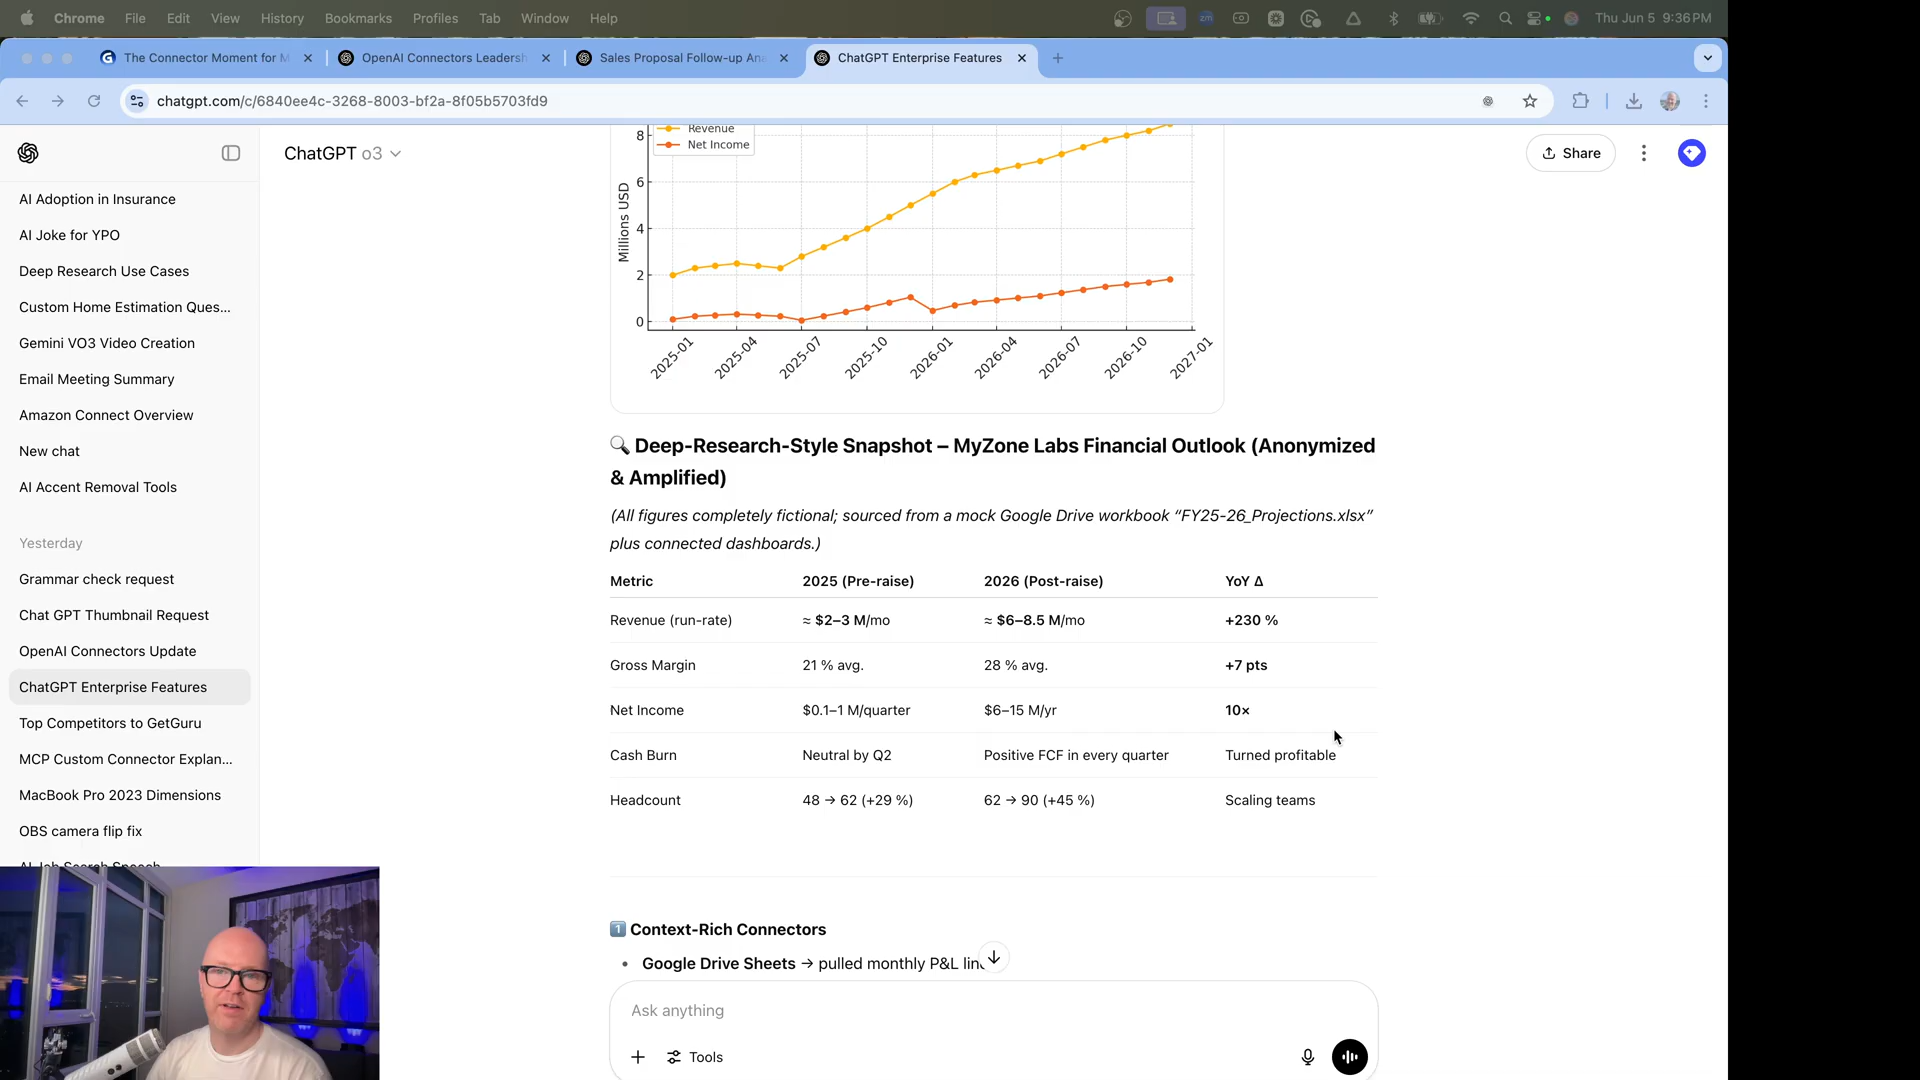 Chrome File Edit View History Bookmarks Profiles Tab Window Help
zm
Thu Jun 5 9:36 PM
The Connector Moment for M
OpenAI Connectors Leadersh
Sales Proposal Follow-up Ana
ChatGPT Enterprise Features
chatgpt.com/c/6840ee4c-3268-8003-bf2a-8f05b5703fd9
ChatGPT o3
Share
AI Adoption in Insurance
AI Joke for YPO
Deep Research Use Cases
Custom Home Estimation Ques...
Gemini VO3 Video Creation
Email Meeting Summary
Amazon Connect Overview
New chat
AI Accent Removal Tools
Yesterday
Grammar check request
Chat GPT Thumbnail Request
OpenAI Connectors Update
ChatGPT Enterprise Features
Top Competitors to GetGuru
MCP Custom Connector Explan...
MacBook Pro 2023 Dimensions
OBS camera flip fix
AI Job Search Speech
Revenue
Net Income
Millions USD
8
6
4
2
0
2025-01 2025-04 2025-07 2025-10 2026-01 2026-04 2026-07 2026-10 2027-01
🔍 Deep-Research-Style Snapshot – MyZone Labs Financial Outlook (Anonymized
& Amplified)
(All figures completely fictional; sourced from a mock Google Drive workbook “FY25-26_Projections.xlsx”
plus connected dashboards.)
Metric 2025 (Pre-raise) 2026 (Post-raise) YoY Δ
Revenue (run-rate) ≈ $2–3 M/mo ≈ $6–8.5 M/mo +230 %
Gross Margin 21 % avg. 28 % avg. +7 pts
Net Income $0.1–1 M/quarter $6–15 M/yr 10×
Cash Burn Neutral by Q2 Positive FCF in every quarter Turned profitable
Headcount 48 → 62 (+29 %) 62 → 90 (+45 %) Scaling teams
1️⃣ Context-Rich Connectors
• Google Drive Sheets → pulled monthly P&L line
Ask anything
Tools